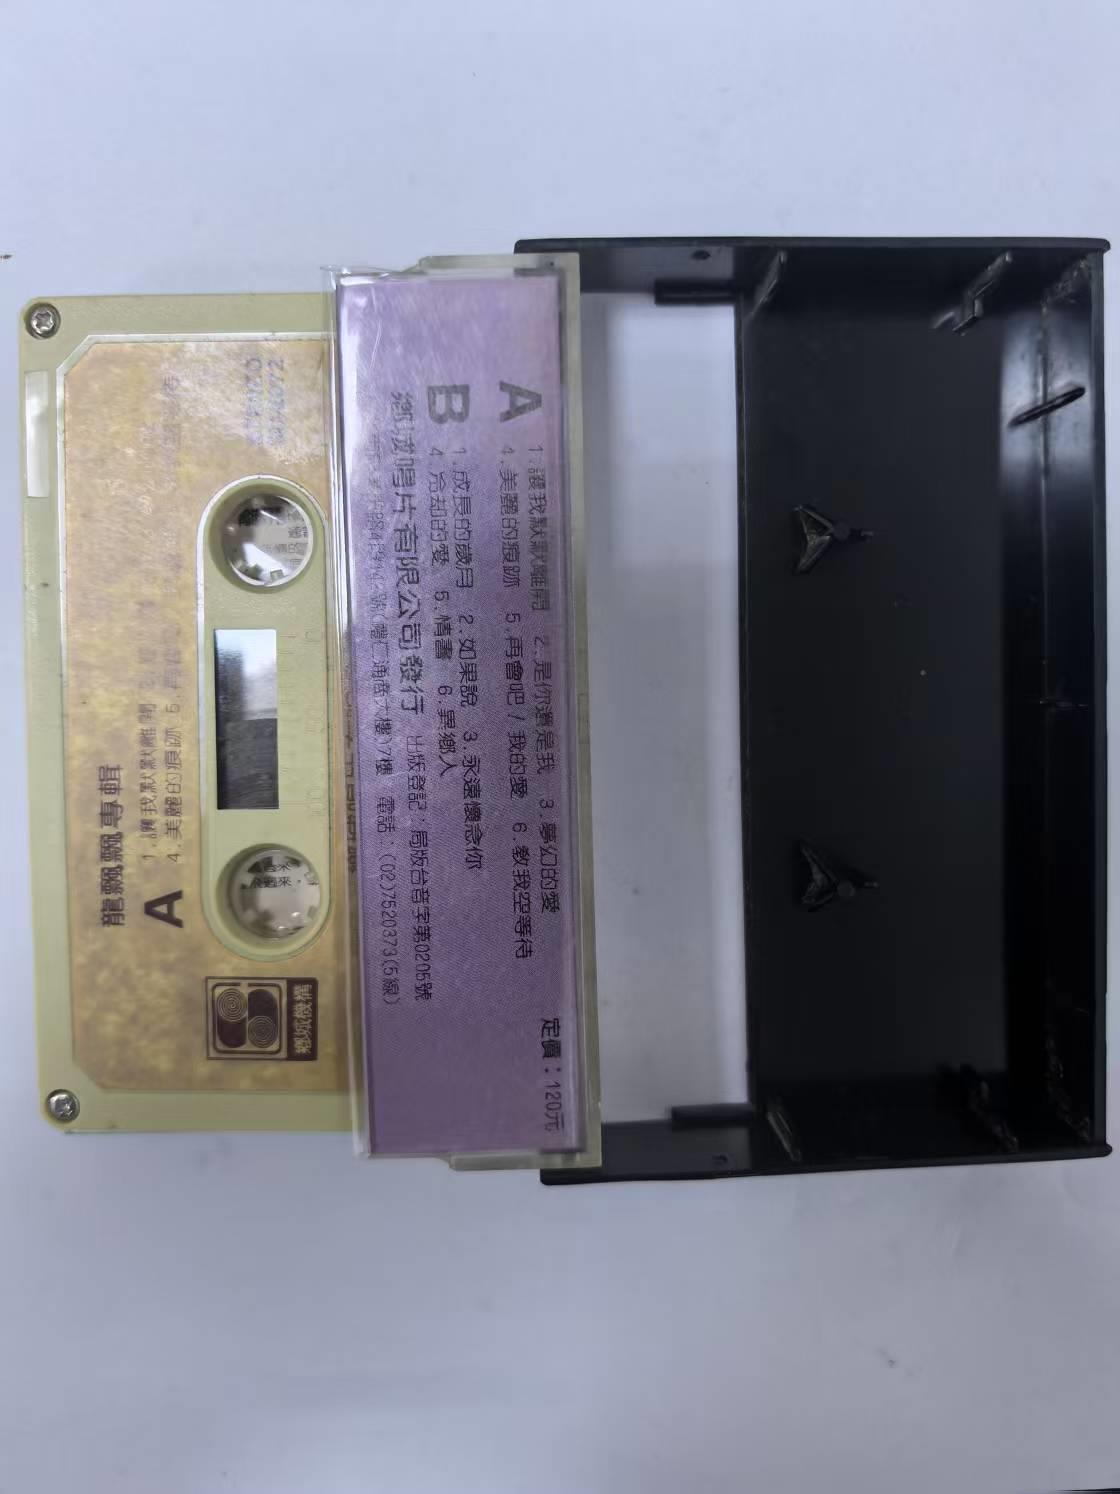 A 1.讓我默默離開 2.是你還是我 3.夢幻的愛
4.美麗的痕跡 5.再會吧/我的愛 6.教我空等待
B 1.成長的歲月 2.如果說 3.永遠懷念你
4.冷却的愛 5.情書 6.異鄉人
定價：120元
鄉城唱片有限公司發行 出版登記：局版台音字第0205號
7樓 電話：(02)7520373(5線)
龍飄飄專輯
A 1.讓我默默離開
4.美麗的痕跡 5.再
鄉城機構